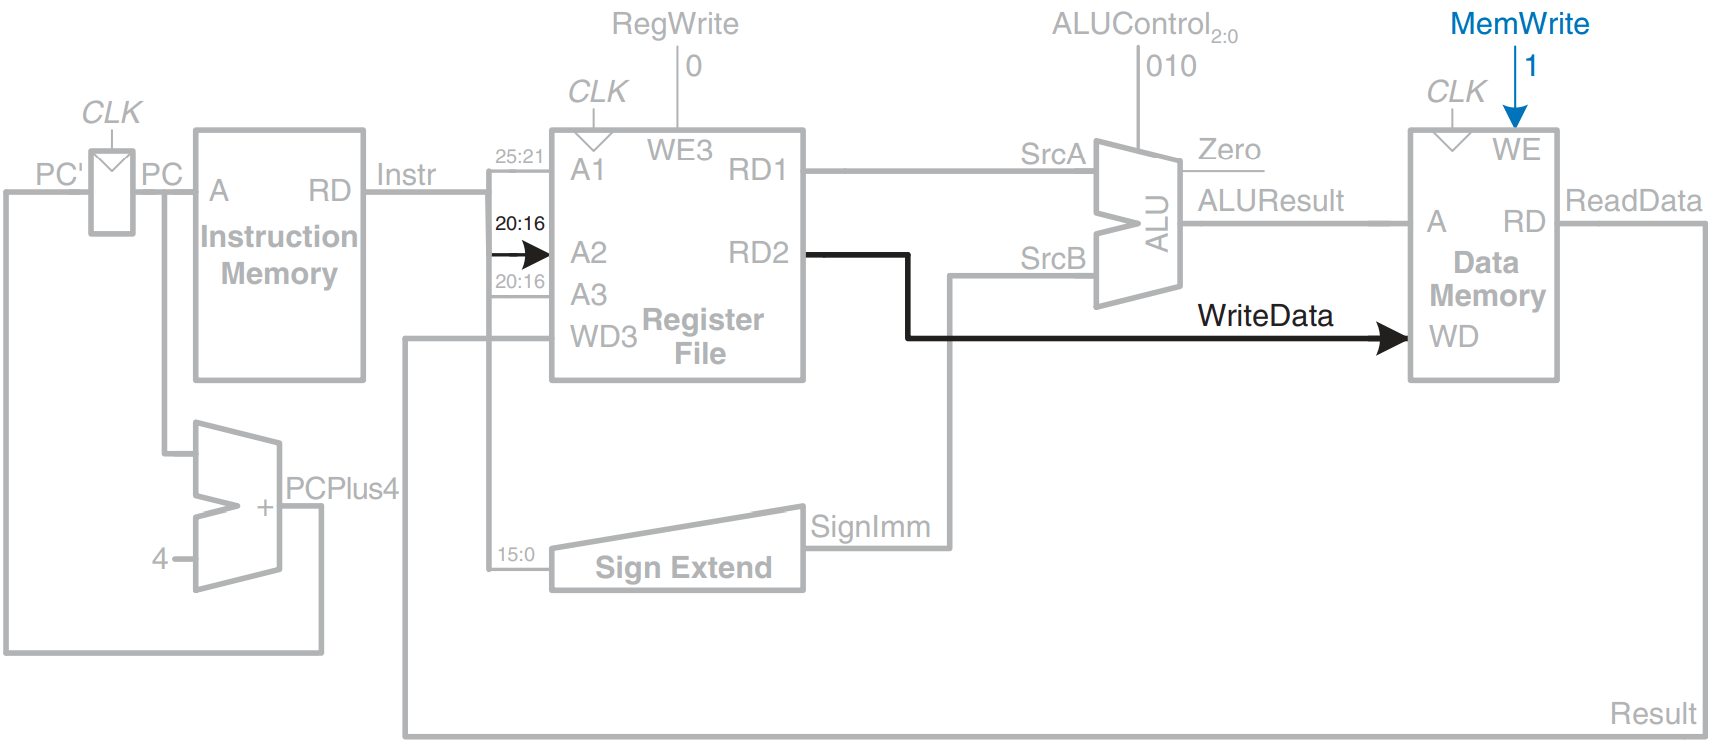 RegWrite
ALUControl2:0
MemWrite
0
010
1
CLK
CLK
CLK
PC'
PC
A
RD
Instruction
Memory
Instr
25:21
20:16
20:16
15:0
A1
WE3
RD1
A2
RD2
A3
WD3
Register
File
SrcA
SrcB
ALU
Zero
ALUResult
WriteData
WE
A
RD
Data
Memory
WD
ReadData
PCPlus4
+
4
Sign Extend
SignImm
Result